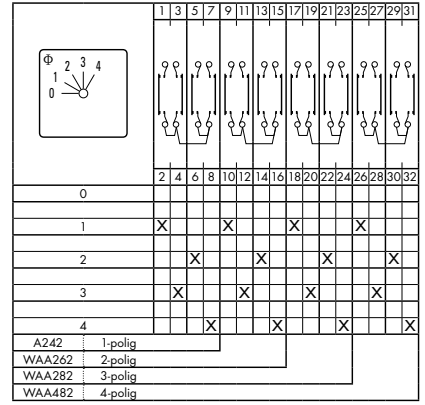 1 3 5 7 9 11 13 15 17 19 21 23 25 27 29 31
Φ
0 1 2 3 4
2 4 6 8 10 12 14 16 18 20 22 24 26 28 30 32
0
1 X X X X
2 X X X X
3 X X X X
4 X X X X
A242 1-polig
WAA262 2-polig
WAA282 3-polig
WAA482 4-polig